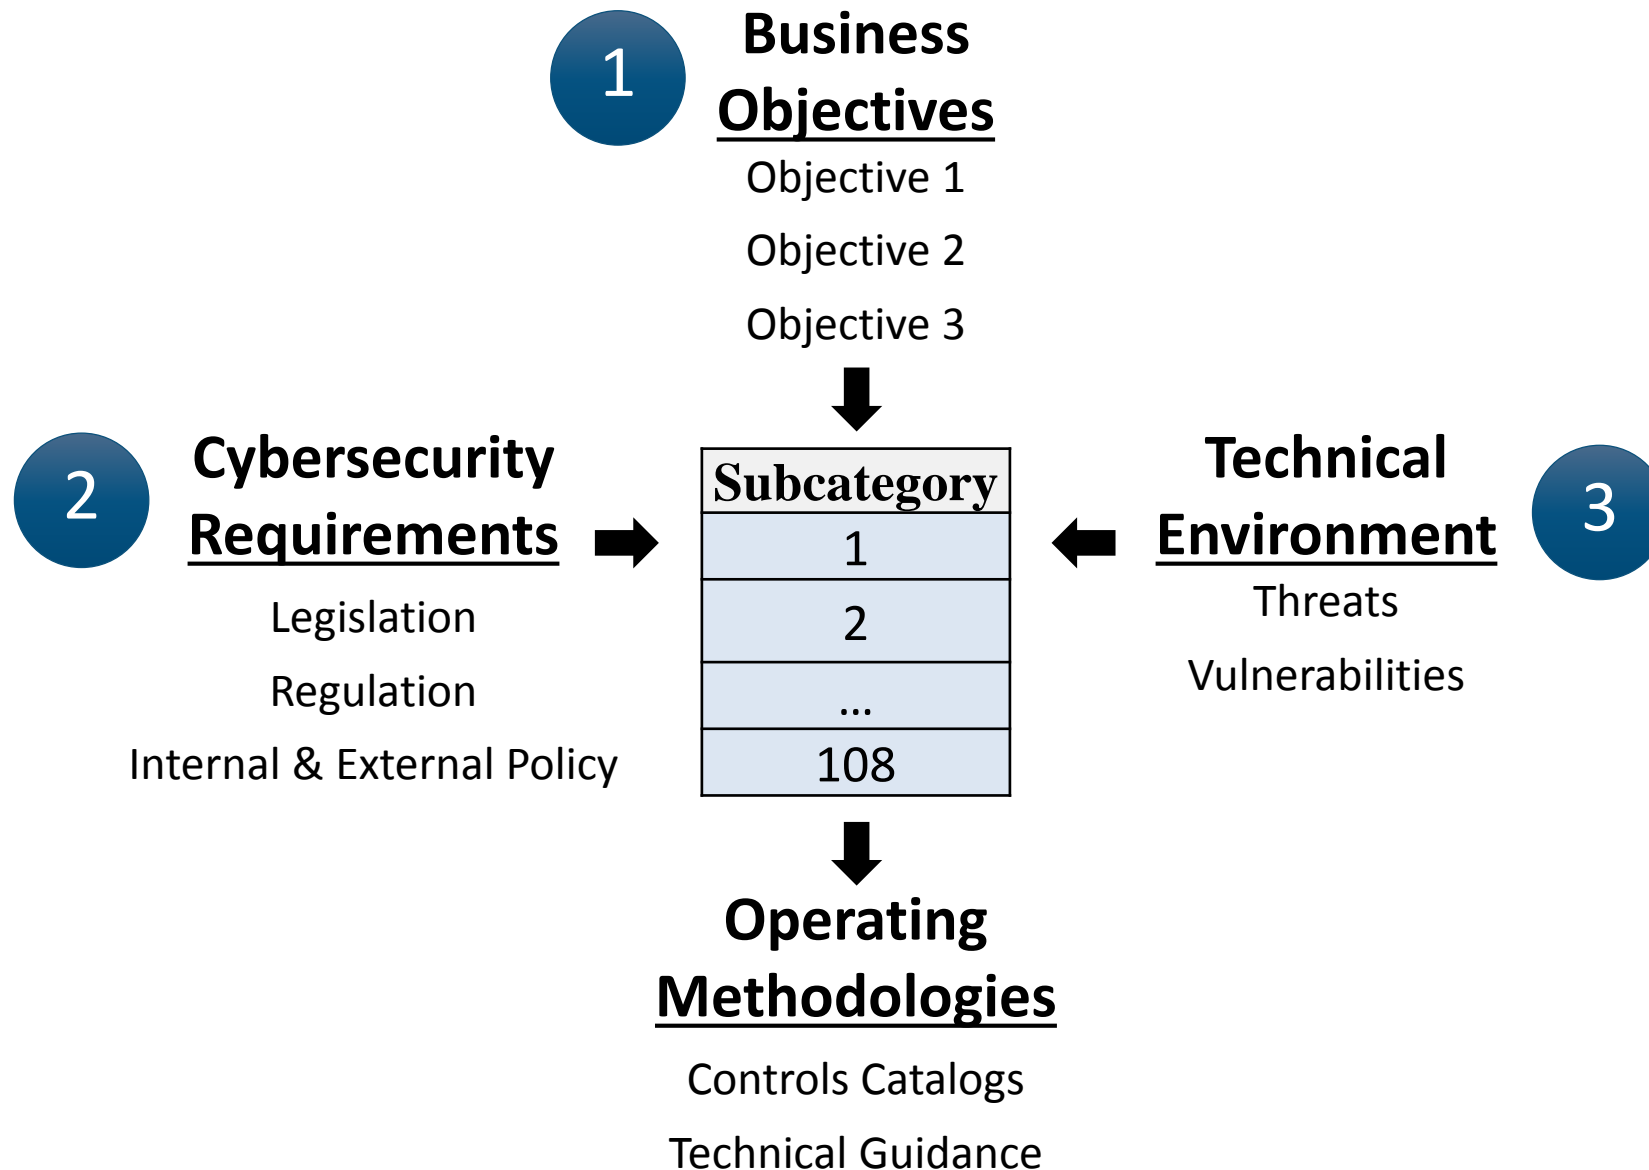 1
Business
Objectives
Objective 1
Objective 2
Objective 3
2
Cybersecurity
Requirements
Legislation
Regulation
Internal & External Policy
Subcategory
1
2
...
108
Technical
Environment
3
Threats
Vulnerabilities
Operating
Methodologies
Controls Catalogs
Technical Guidance